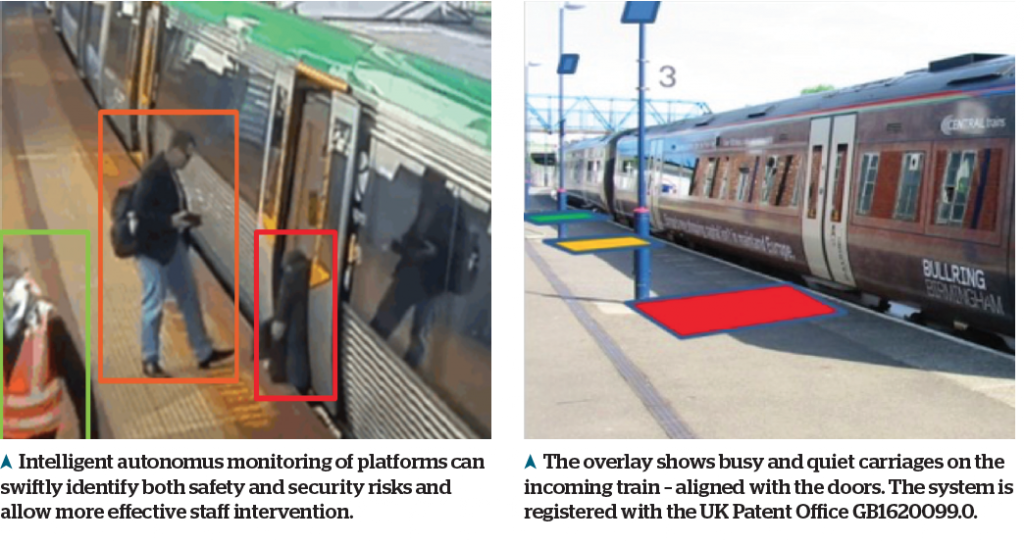 3
CENTRAL trains
BULLRING
BIRMINGHAM
Intelligent autonomus monitoring of platforms can
swiftly identify both safety and security risks and
allow more effective staff intervention.
The overlay shows busy and quiet carriages on the
incoming train – aligned with the doors. The system is
registered with the UK Patent Office GB1620099.0.